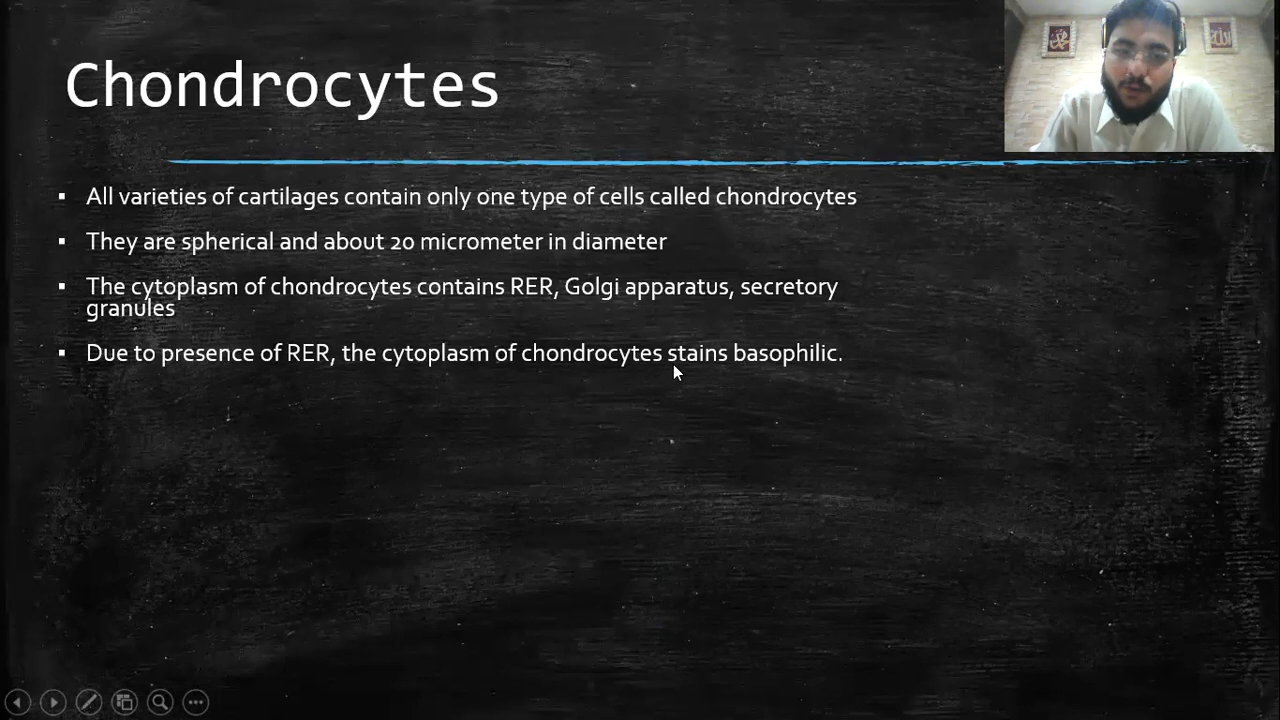 Chondrocytes
All varieties of cartilages contain only one type of cells called chondrocytes
They are spherical and about 20 micrometer in diameter
The cytoplasm of chondrocytes contains RER, Golgi apparatus, secretory
granules
Due to presence of RER, the cytoplasm of chondrocytes stains basophilic.